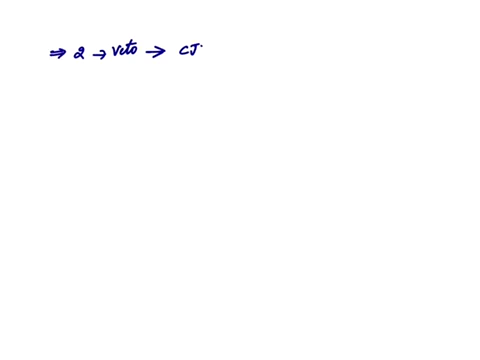 ⇒ 2 → Veto → CJ.